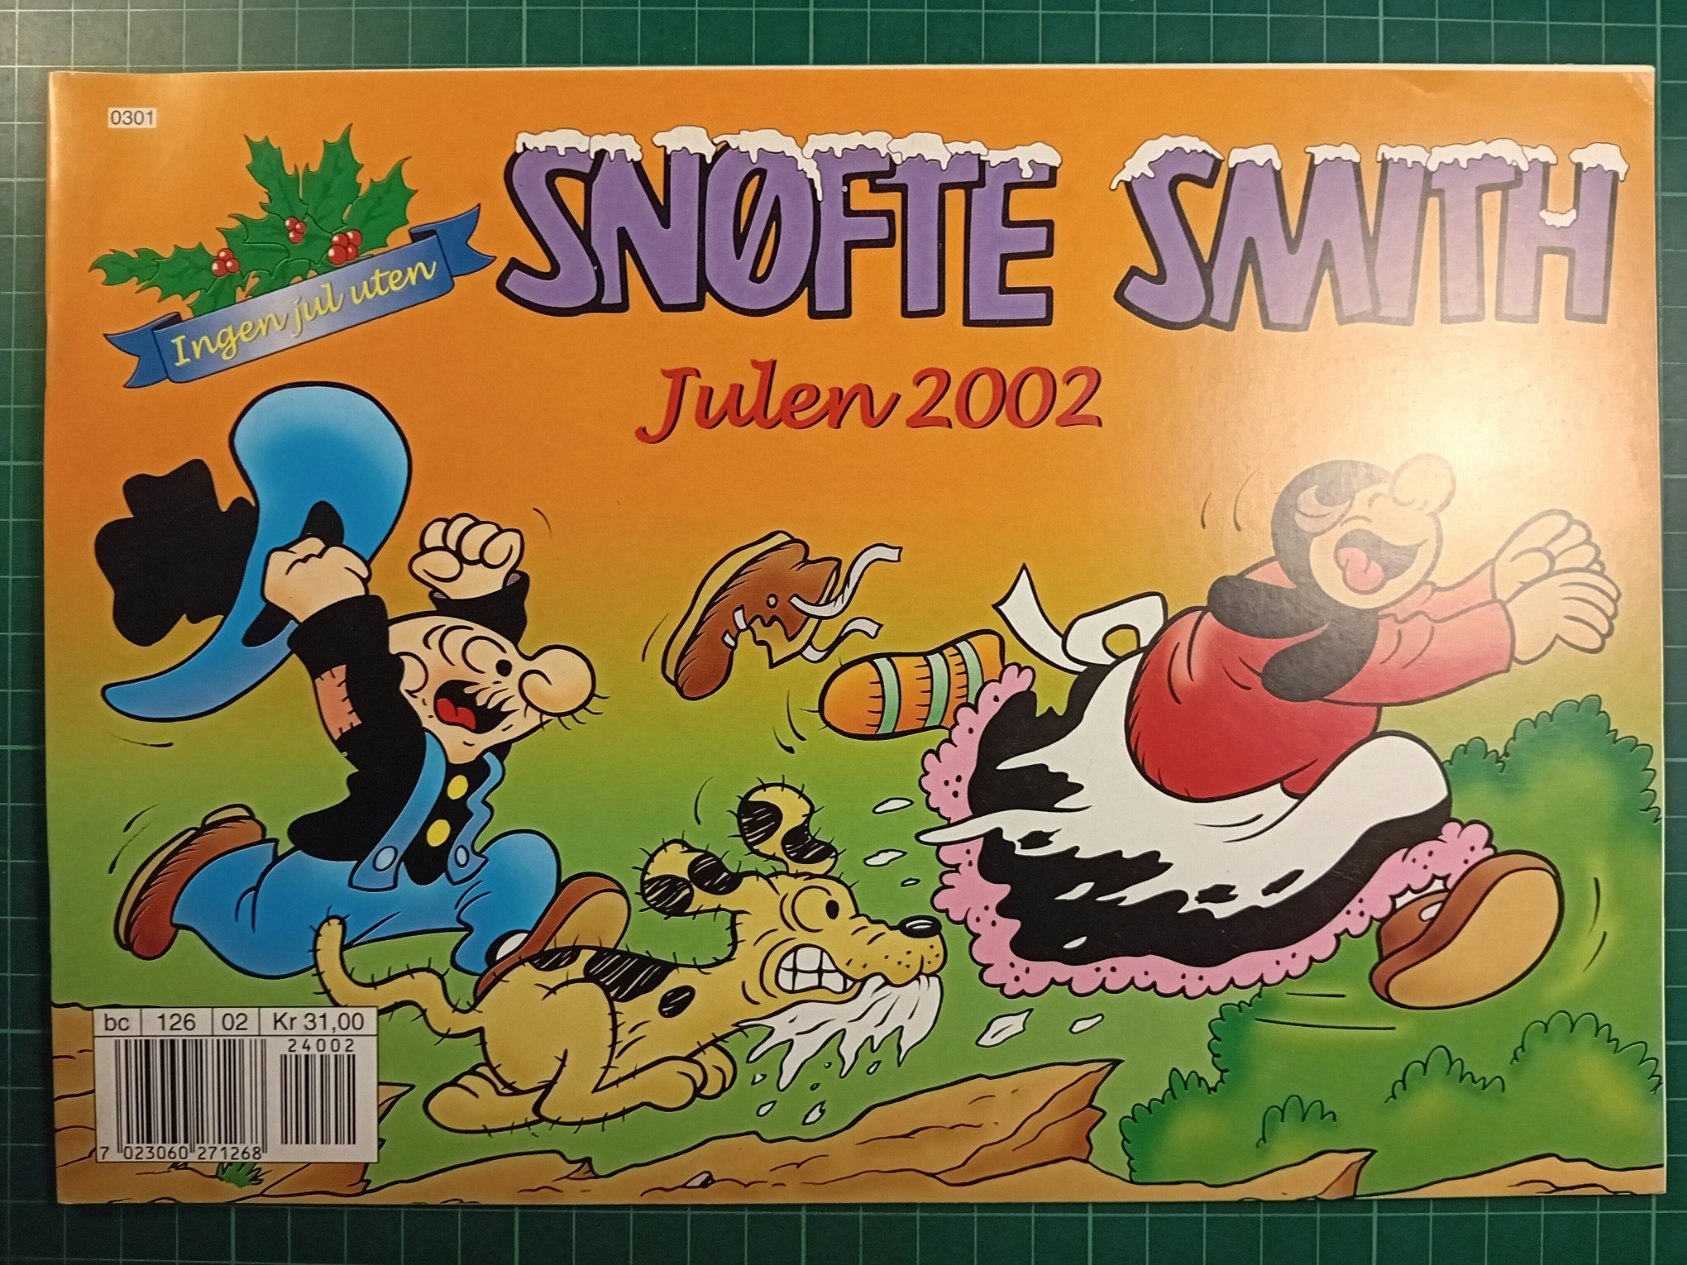 0301
Ingen jul uten
SNØFTE SMITH
Julen 2002
bc 126 02 Kr 31,00
24002
7 023060 271268